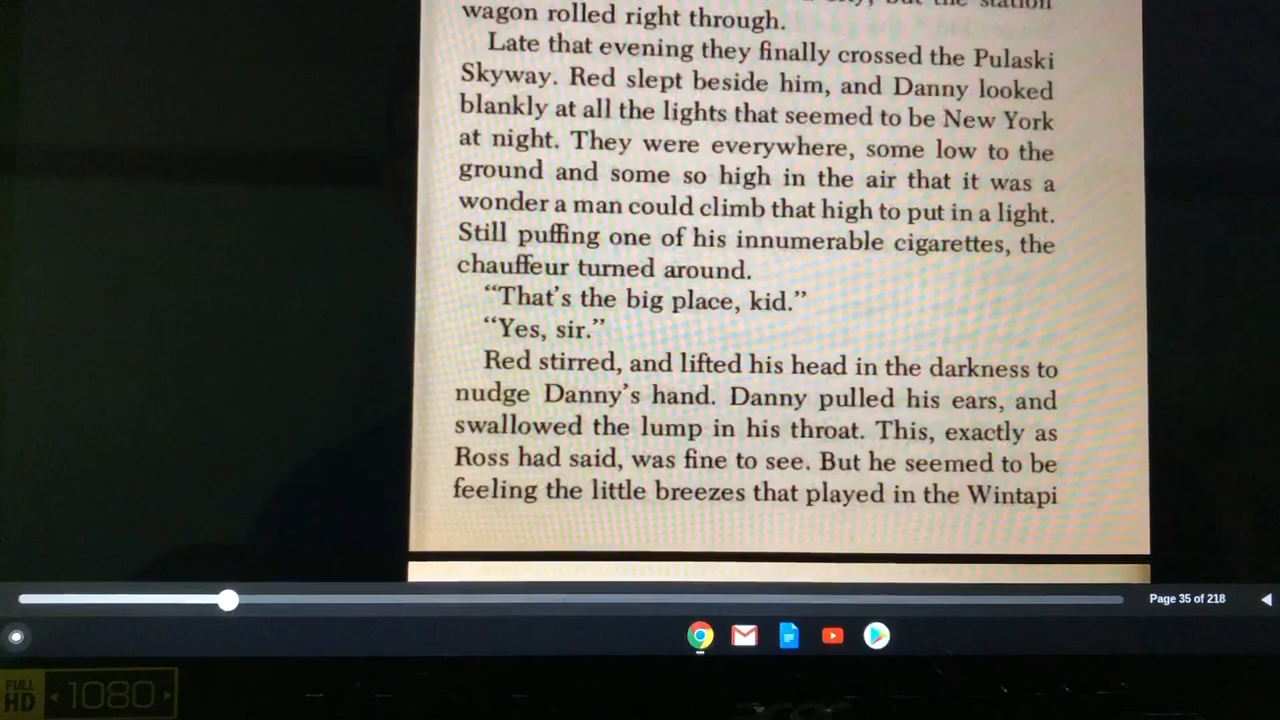 but the station
wagon rolled right through.
Late that evening they finally crossed the Pulaski
Skyway. Red slept beside him, and Danny looked
blankly at all the lights that seemed to be New York
at night. They were everywhere, some low to the
ground and some so high in the air that it was a
wonder a man could climb that high to put in a light.
Still puffing one of his innumerable cigarettes, the
chauffeur turned around.
“That’s the big place, kid.”
“Yes, sir.”
Red stirred, and lifted his head in the darkness to
nudge Danny’s hand. Danny pulled his ears, and
swallowed the lump in his throat. This, exactly as
Ross had said, was fine to see. But he seemed to be
feeling the little breezes that played in the Wintapi
Page 35 of 218
FULL HD 1080